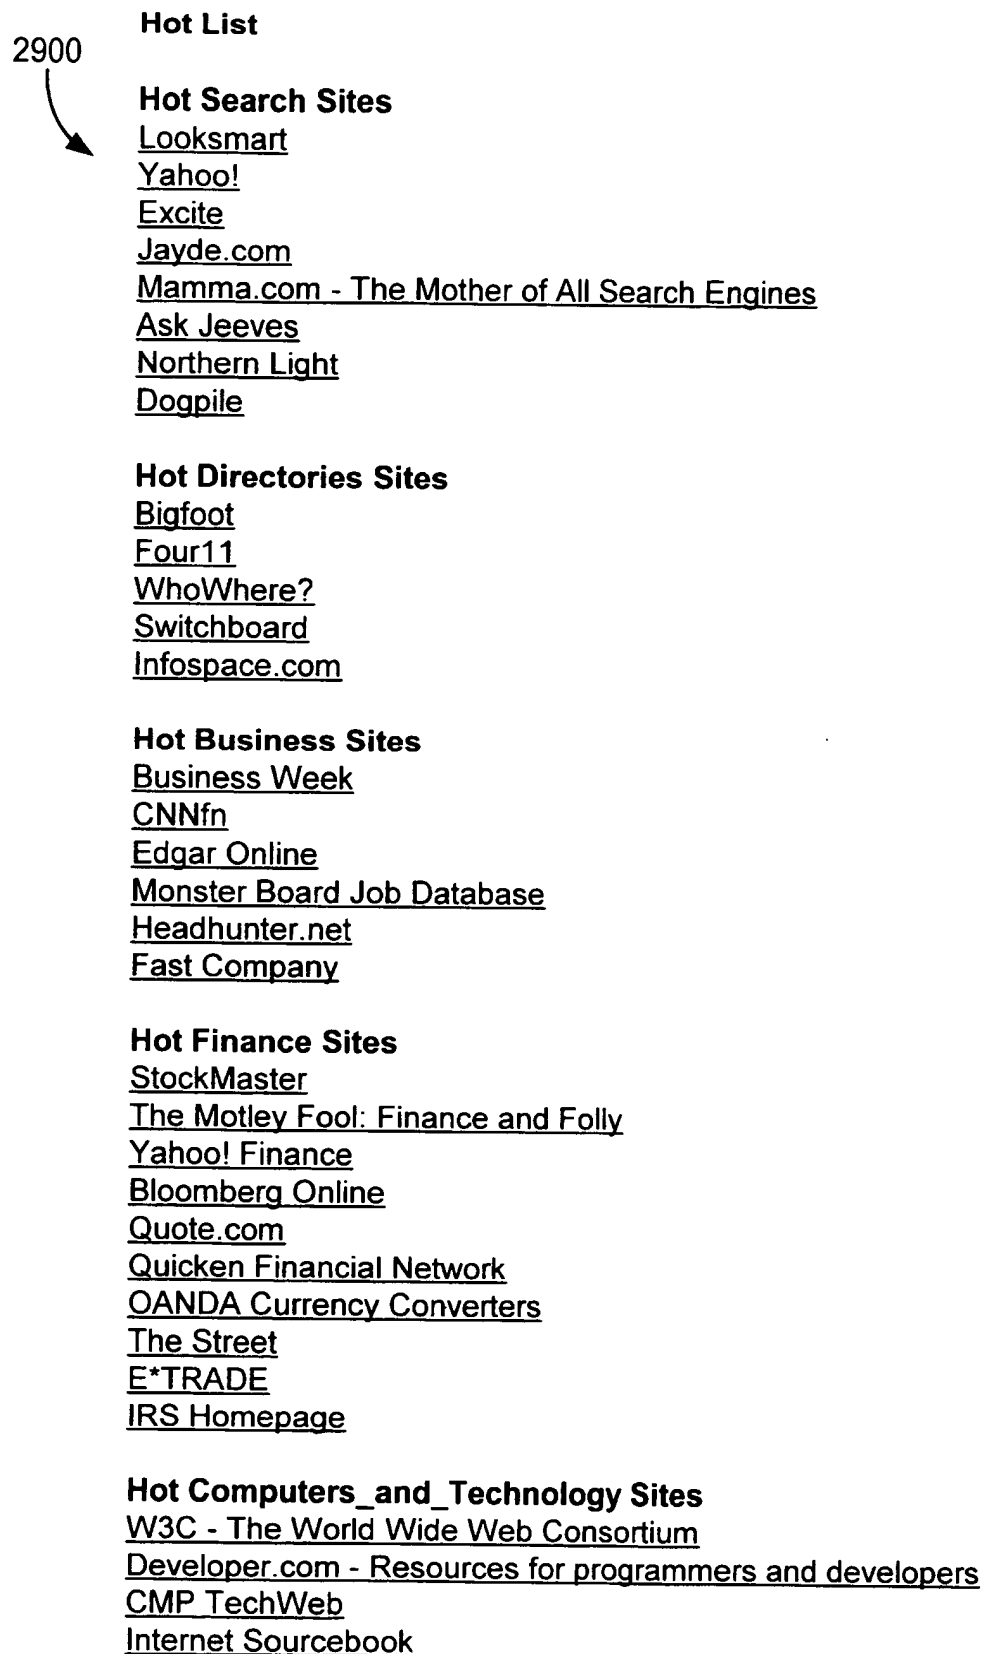 Hot List
2900
Hot Search Sites
Looksmart
Yahoo!
Excite
Jayde.com
Mamma.com - The Mother of All Search Engines
Ask Jeeves
Northern Light
Dogpile
Hot Directories Sites
Bigfoot
Four11
WhoWhere?
Switchboard
Infospace.com
Hot Business Sites
Business Week
CNNfn
Edgar Online
Monster Board Job Database
Headhunter.net
Fast Company
Hot Finance Sites
StockMaster
The Motley Fool: Finance and Folly
Yahoo! Finance
Bloomberg Online
Quote.com
Quicken Financial Network
OANDA Currency Converters
The Street
E*TRADE
IRS Homepage
Hot Computers_and_Technology Sites
W3C - The World Wide Web Consortium
Developer.com - Resources for programmers and developers
CMP TechWeb
Internet Sourcebook